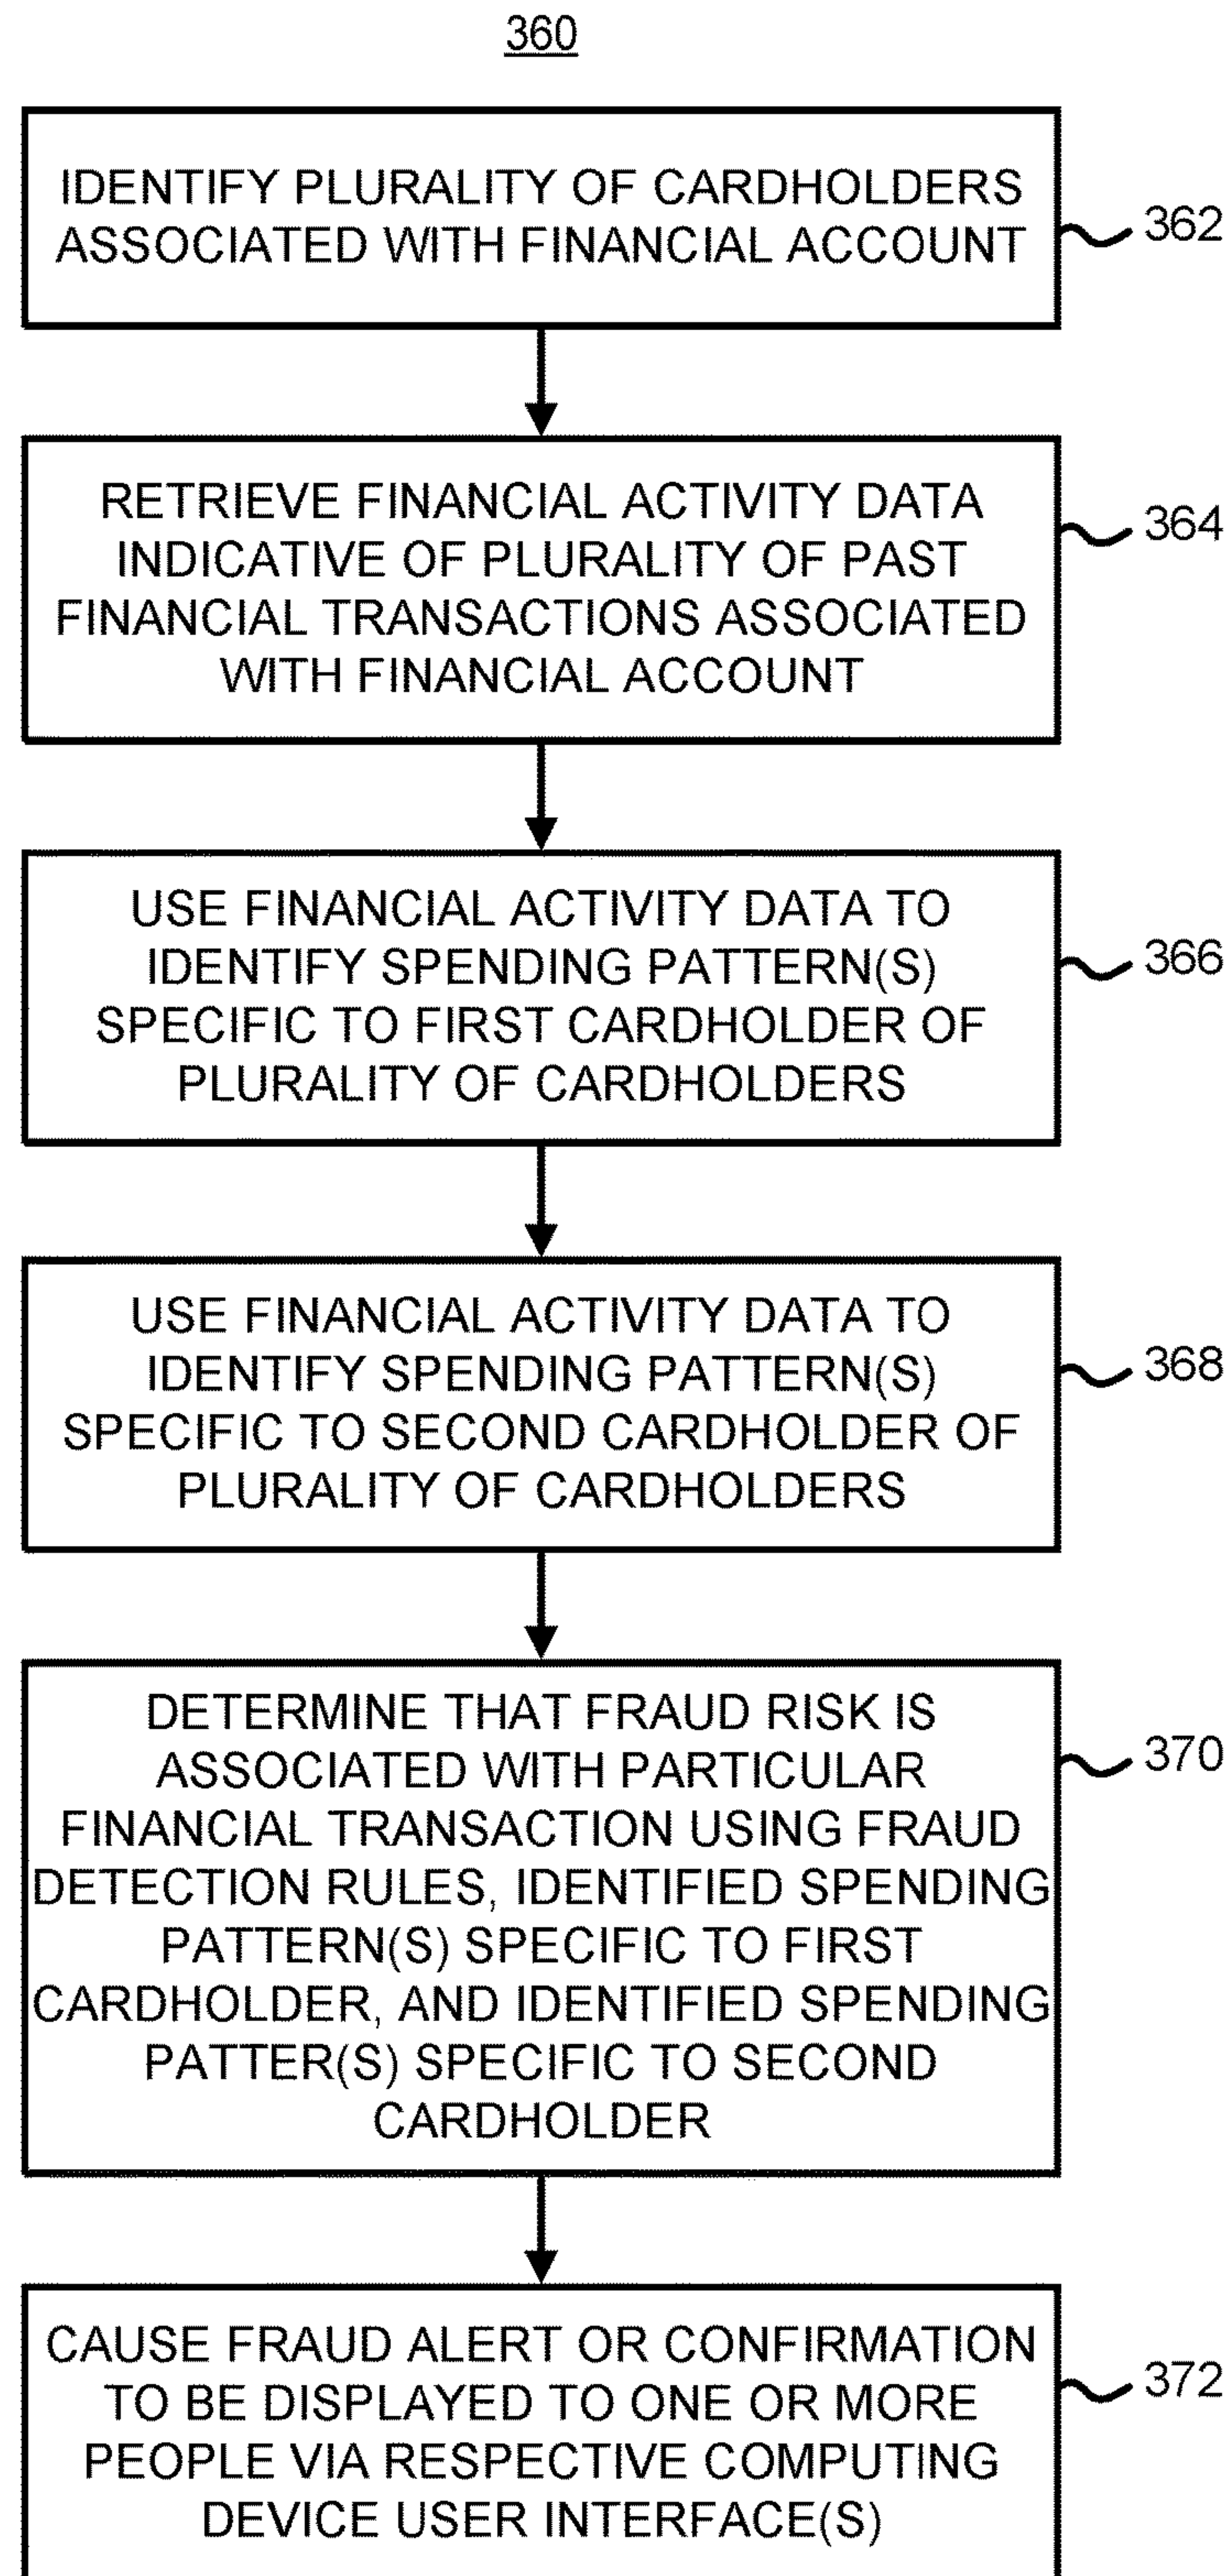 360
IDENTIFY PLURALITY OF CARDHOLDERS
ASSOCIATED WITH FINANCIAL ACCOUNT
362
RETRIEVE FINANCIAL ACTIVITY DATA
INDICATIVE OF PLURALITY OF PAST
FINANCIAL TRANSACTIONS ASSOCIATED
WITH FINANCIAL ACCOUNT
364
USE FINANCIAL ACTIVITY DATA TO
IDENTIFY SPENDING PATTERN(S)
SPECIFIC TO FIRST CARDHOLDER OF
PLURALITY OF CARDHOLDERS
366
USE FINANCIAL ACTIVITY DATA TO
IDENTIFY SPENDING PATTERN(S)
SPECIFIC TO SECOND CARDHOLDER OF
PLURALITY OF CARDHOLDERS
368
DETERMINE THAT FRAUD RISK IS
ASSOCIATED WITH PARTICULAR
FINANCIAL TRANSACTION USING FRAUD
DETECTION RULES, IDENTIFIED SPENDING
PATTERN(S) SPECIFIC TO FIRST
CARDHOLDER, AND IDENTIFIED SPENDING
PATTER(S) SPECIFIC TO SECOND
CARDHOLDER
370
CAUSE FRAUD ALERT OR CONFIRMATION
TO BE DISPLAYED TO ONE OR MORE
PEOPLE VIA RESPECTIVE COMPUTING
DEVICE USER INTERFACE(S)
372